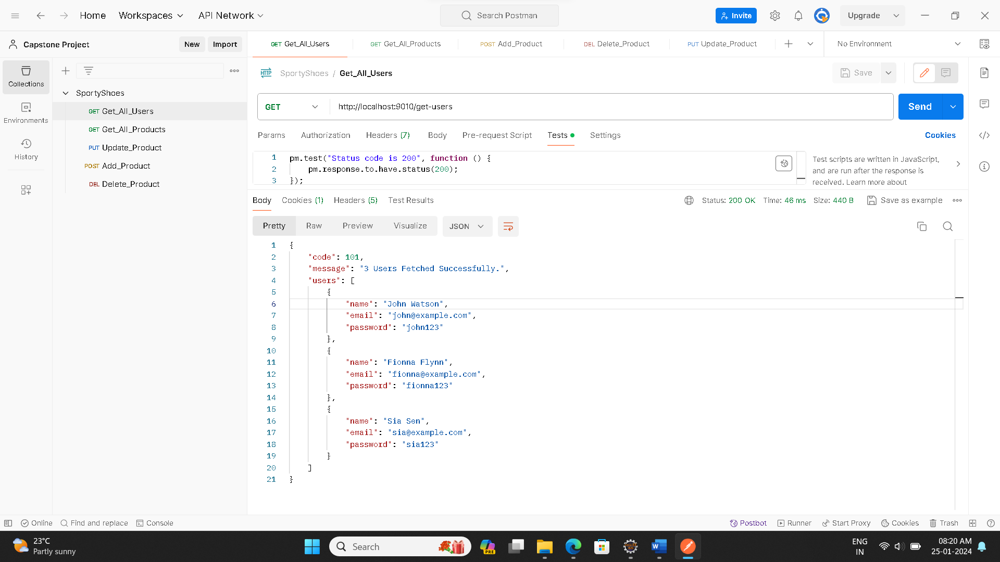 Home Workspaces API Network Search Postman Invite Upgrade
Capstone Project New Import GET Get_All_Users GET Get_All_Products POST Add_Product DEL Delete_Product PUT Update_Product No Environment
Collections
Environments
History
SportyShoes
GET Get_All_Users
GET Get_All_Products
PUT Update_Product
POST Add_Product
DEL Delete_Product
HTTP SportyShoes / Get_All_Users Save
GET http://localhost:9010/get-users Send
Params Authorization Headers (7) Body Pre-request Script Tests Settings Cookies
1 pm.test("Status code is 200", function () {
2 pm.response.to.have.status(200);
3 });
Test scripts are written in JavaScript,
and are run after the response is
received. Learn more about
Body Cookies (1) Headers (5) Test Results Status: 200 OK Time: 46 ms Size: 440 B Save as example
Pretty Raw Preview Visualize JSON
1 {
2 "code": 101,
3 "message": "3 Users Fetched Successfully.",
4 "users": [
5 {
6 "name": "John Watson",
7 "email": "john@example.com",
8 "password": "john123"
9 },
10 {
11 "name": "Fionna Flynn",
12 "email": "fionna@example.com",
13 "password": "fionna123"
14 },
15 {
16 "name": "Sia Sen",
17 "email": "sia@example.com",
18 "password": "sia123"
19 }
20 ]
21 }
Online Find and replace Console Postbot Runner Start Proxy Cookies Trash
23°C
Partly sunny
Search
PRE
ENG
IN
08:20 AM
25-01-2024